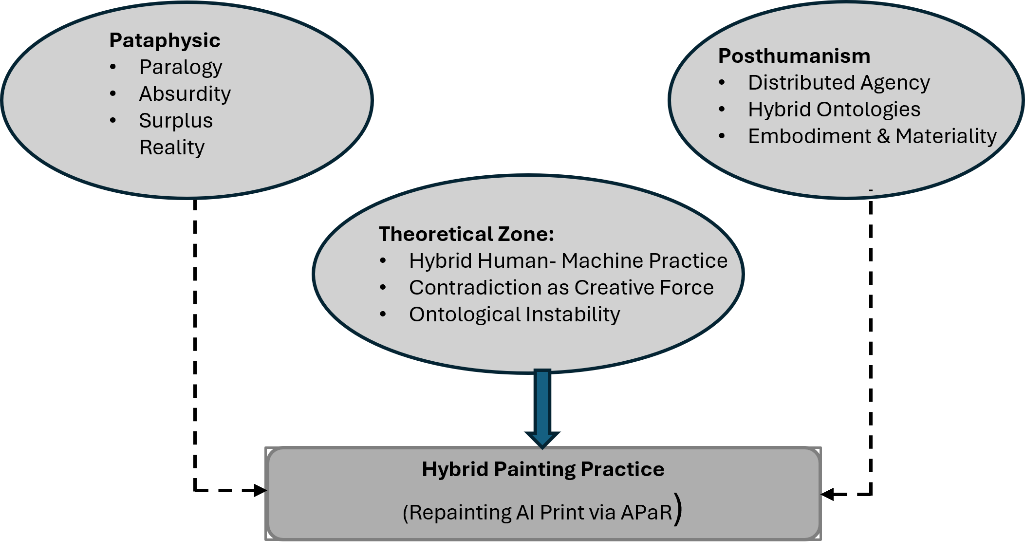 Pataphysic
• Paralogy
• Absurdity
• Surplus
Reality
Posthumanism
• Distributed Agency
• Hybrid Ontologies
• Embodiment & Materiality
Theoretical Zone:
• Hybrid Human- Machine Practice
• Contradiction as Creative Force
• Ontological Instability
Hybrid Painting Practice
(Repainting AI Print via APaR)